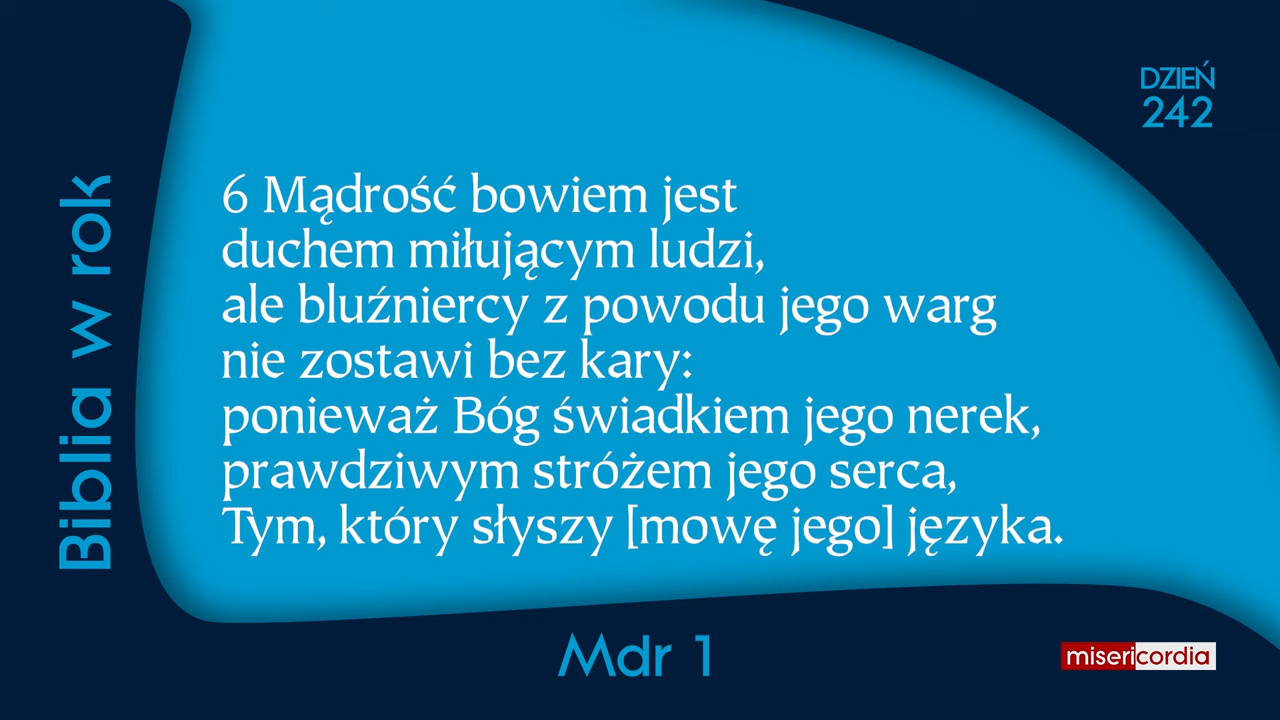 DZIEŃ
242
Biblia w rok
6 Mądrość bowiem jest
duchem miłującym ludzi,
ale bluźniercy z powodu jego warg
nie zostawi bez kary:
ponieważ Bóg świadkiem jego nerek,
prawdziwym stróżem jego serca,
Tym, który słyszy [mowę jego] języka.
Mdr 1
misericordia